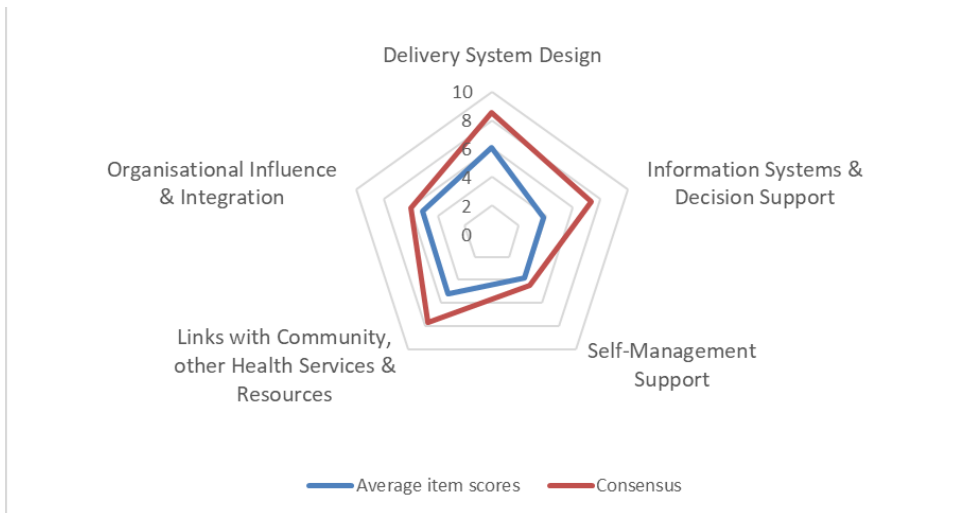 Delivery System Design
10
8
6
4
2
0
Organisational Influence
& Integration
Information Systems &
Decision Support
Links with Community,
other Health Services &
Resources
Self-Management
Support
Average item scores
Consensus